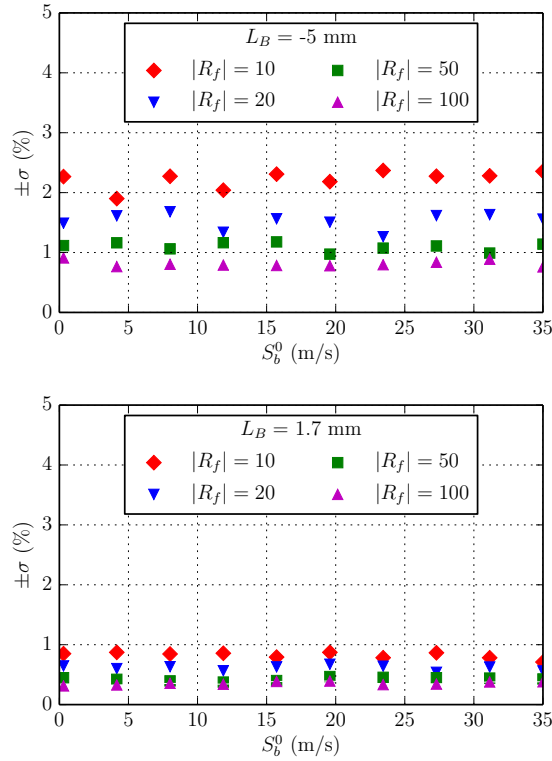 5
4
3
2
1
0
± σ (%)
L_B = -5 mm
|R_f| = 10
|R_f| = 50
|R_f| = 20
|R_f| = 100
0 5 10 15 20 25 30 35
S_b^0 (m/s)
5
4
3
2
1
0
± σ (%)
L_B = 1.7 mm
|R_f| = 10
|R_f| = 50
|R_f| = 20
|R_f| = 100
0 5 10 15 20 25 30 35
S_b^0 (m/s)